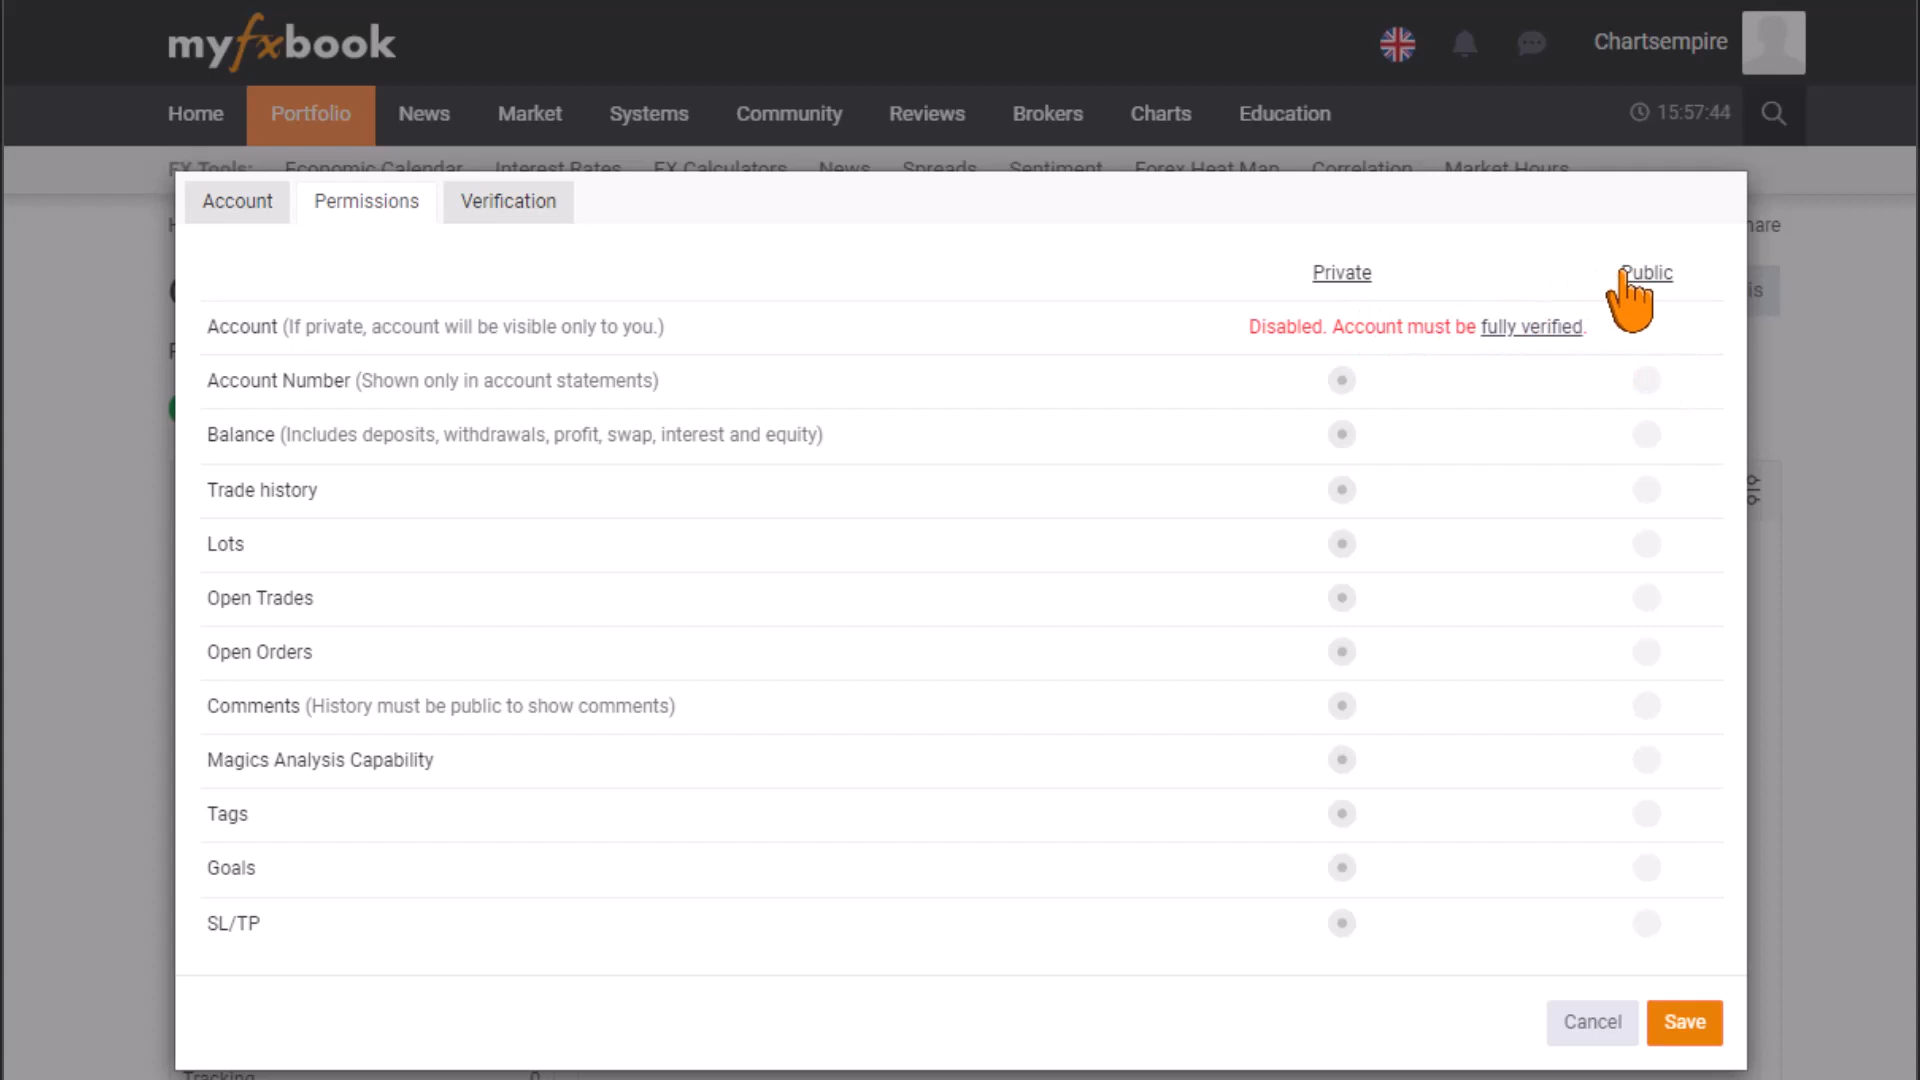 myfxbook
Chartsempire
Home Portfolio News Market Systems Community Reviews Brokers Charts Education 15:57:44
FX Tools: Economic Calendar Interest Rates FX Calculators News Spreads Sentiment Forex Heat Map Correlation Market Hours
Account Permissions Verification
Private Public
Account (If private, account will be visible only to you.) Disabled. Account must be fully verified.
Account Number (Shown only in account statements)
Balance (Includes deposits, withdrawals, profit, swap, interest and equity)
Trade history
Lots
Open Trades
Open Orders
Comments (History must be public to show comments)
Magics Analysis Capability
Tags
Goals
SL/TP
Cancel Save
Tracking 0